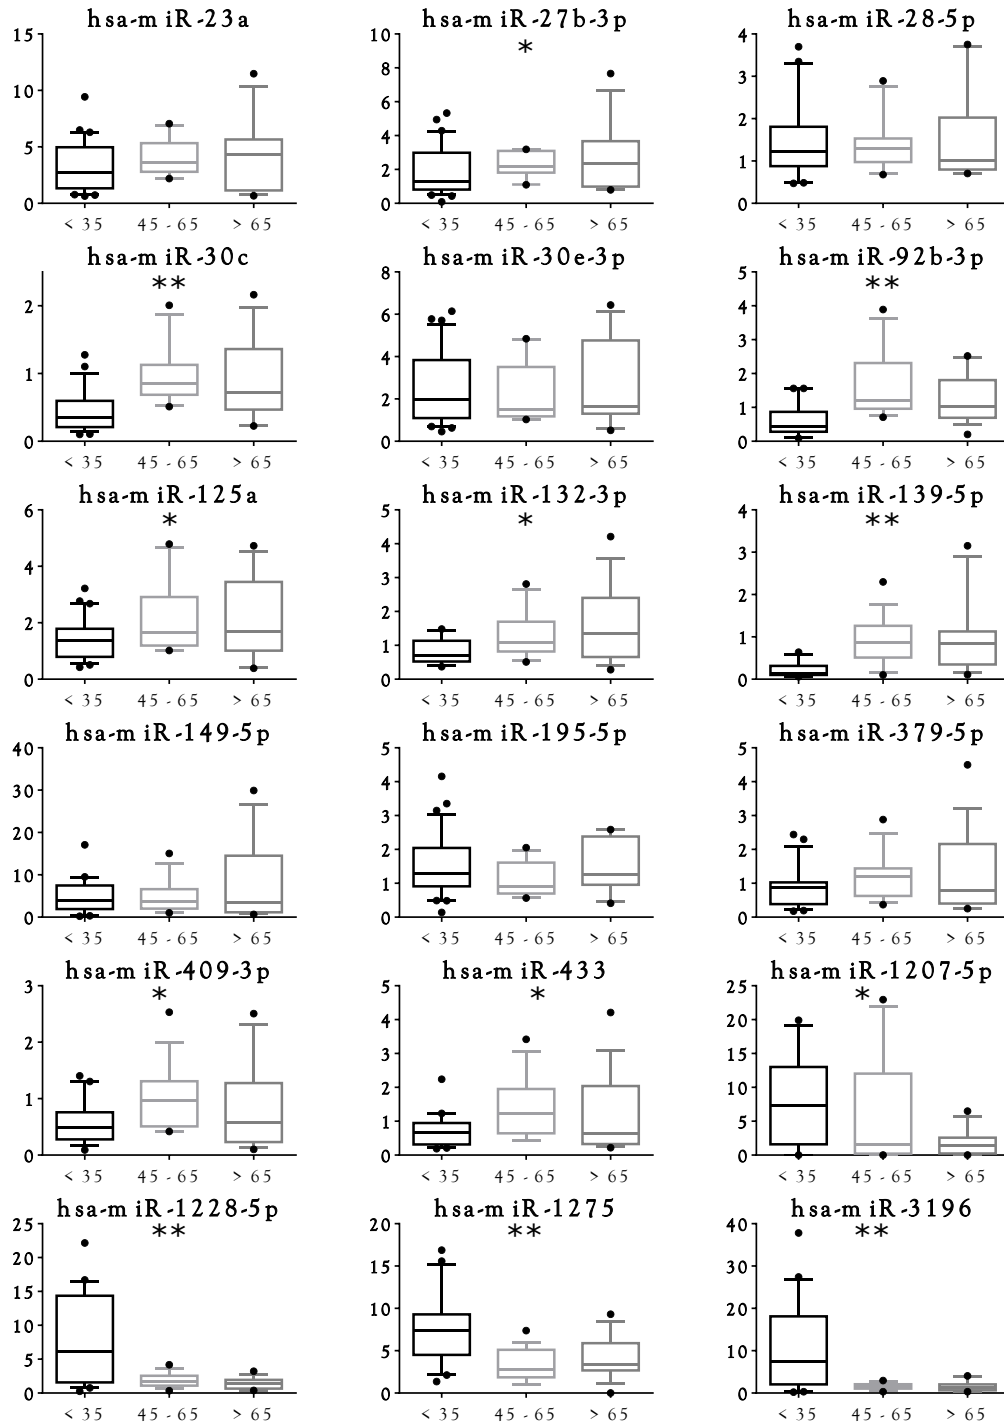 hsa-miR-23a hsa-miR-27b-3p hsa-miR-28-5p
*
15 10 5 0
10 8 6 4 2 0
4 3 2 1 0
< 35 45 - 65 > 65 < 35 45 - 65 > 65 < 35 45 - 65 > 65
hsa-miR-30c hsa-miR-30e-3p hsa-miR-92b-3p
** **
2 1 0
8 6 4 2 0
5 4 3 2 1 0
< 35 45 - 65 > 65 < 35 45 - 65 > 65 < 35 45 - 65 > 65
hsa-miR-125a hsa-miR-132-3p hsa-miR-139-5p
* * **
6 4 2 0
5 4 3 2 1 0
4 3 2 1 0
< 35 45 - 65 > 65 < 35 45 - 65 > 65 < 35 45 - 65 > 65
hsa-miR-149-5p hsa-miR-195-5p hsa-miR-379-5p
40 30 20 10 0
5 4 3 2 1 0
5 4 3 2 1 0
< 35 45 - 65 > 65 < 35 45 - 65 > 65 < 35 45 - 65 > 65
hsa-miR-409-3p hsa-miR-433 hsa-miR-1207-5p
* * *
3 2 1 0
5 4 3 2 1 0
25 20 15 10 5 0
< 35 45 - 65 > 65 < 35 45 - 65 > 65 < 35 45 - 65 > 65
hsa-miR-1228-5p hsa-miR-1275 hsa-miR-3196
** ** **
25 20 15 10 5 0
20 15 10 5 0
40 30 20 10 0
< 35 45 - 65 > 65 < 35 45 - 65 > 65 < 35 45 - 65 > 65